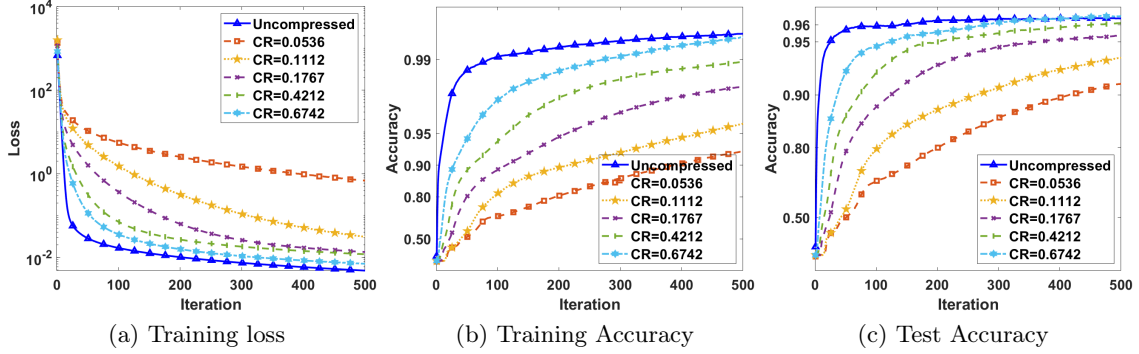 10^4
10^2
10^0
10^-2
Loss
0
100
200
300
400
500
Iteration
Uncompressed
CR=0.0536
CR=0.1112
CR=0.1767
CR=0.4212
CR=0.6742
(a) Training loss
0.99
0.95
0.90
0.80
0.50
Accuracy
0
100
200
300
400
500
Iteration
Uncompressed
CR=0.0536
CR=0.1112
CR=0.1767
CR=0.4212
CR=0.6742
(b) Training Accuracy
0.96
0.95
0.90
0.80
0.50
Accuracy
0
100
200
300
400
500
Iteration
Uncompressed
CR=0.0536
CR=0.1112
CR=0.1767
CR=0.4212
CR=0.6742
(c) Test Accuracy